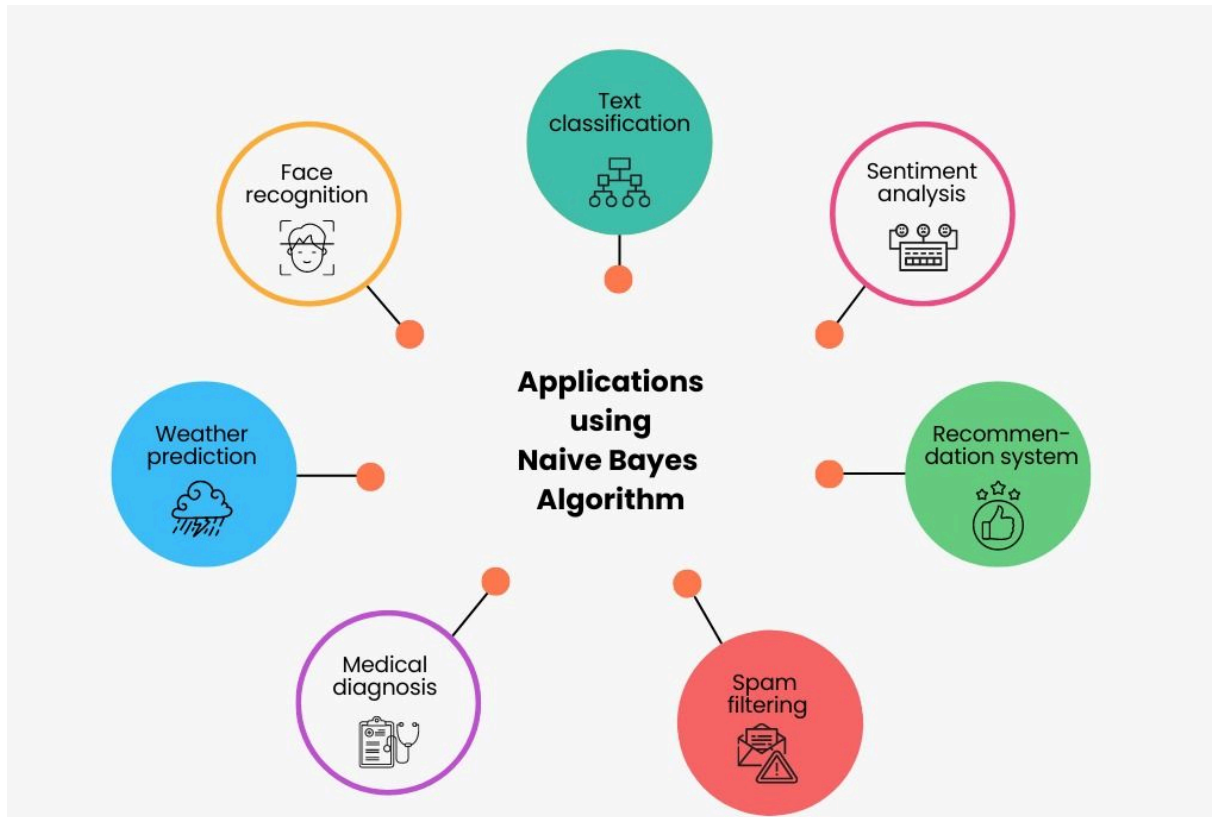 Text
classification
Face
recognition
Sentiment
analysis
Applications
using
Naive Bayes
Algorithm
Weather
prediction
Recommen-
dation system
Medical
diagnosis
Spam
filtering